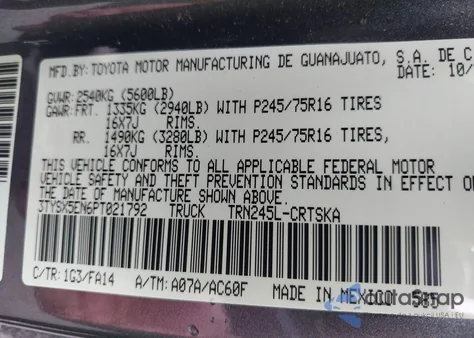 MFD.BY: TOYOTA MOTOR MANUFACTURING DE GUANAJUATO, S.A. DE C
DATE: 10/
GVWR: 2540KG (5600LB)
GAWR: FRT. 1335KG (2940LB) WITH P245/75R16 TIRES
16X7J RIMS.
RR. 1490KG (3280LB) WITH P245/75R16 TIRES,
16X7J RIMS.
THIS VEHICLE CONFORMS TO ALL APPLICABLE FEDERAL MOTOR
VEHICLE SAFETY AND THEFT PREVENTION STANDARDS IN EFFECT O
THE DATE OF MANUFACTURE SHOWN ABOVE.
3TYSX5EN6PT021792 TRUCK TRN245L-CRTSKA
C/TR: 1G3/FA14 A/TM: A07A/AC60F MADE IN MEXICO 585